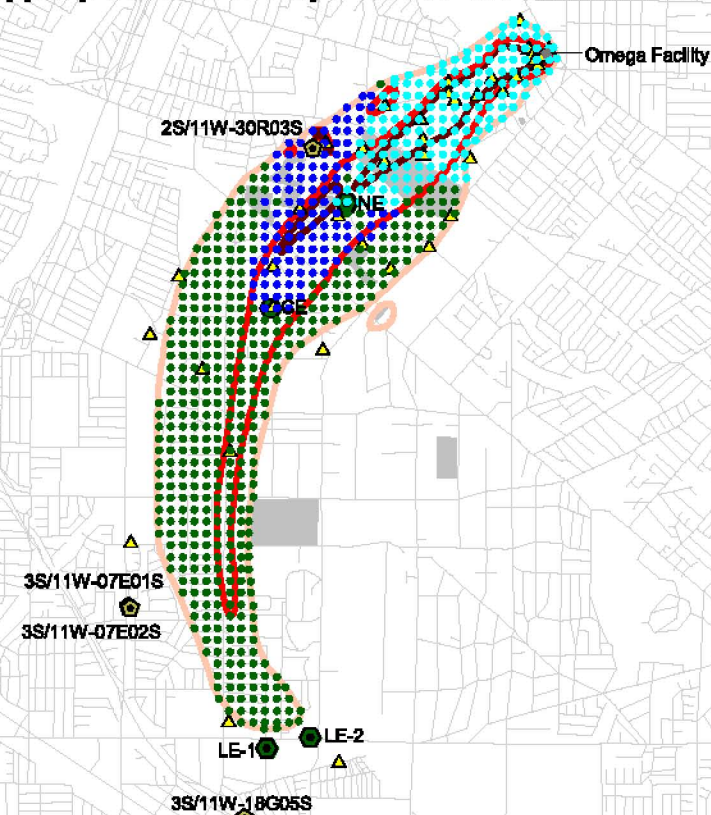 Omega Facility
2S/11W-30R03S
NE
CE
3S/11W-07E01S
3S/11W-07E02S
LE-1
LE-2
3S/11W-18G05S